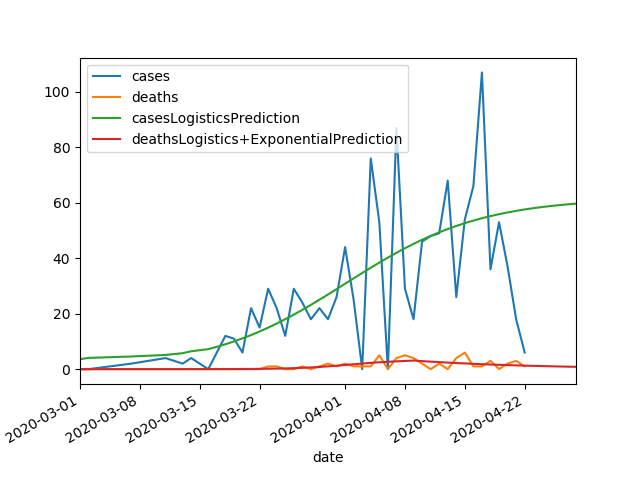 cases
deaths
casesLogisticsPrediction
deathsLogistics+ExponentialPrediction
100
80
60
40
20
0
2020-03-01
2020-03-08
2020-03-15
2020-03-22
2020-04-01
2020-04-08
2020-04-15
2020-04-22
date